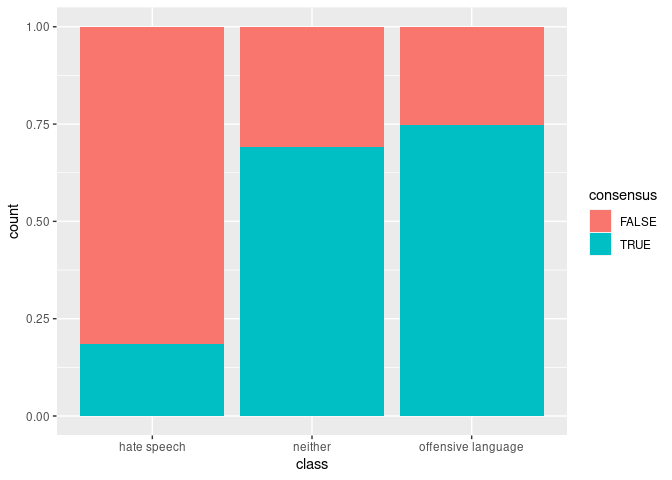 1.00
0.75
0.50
0.25
0.00
count
hate speech
neither
offensive language
class
consensus
FALSE
TRUE